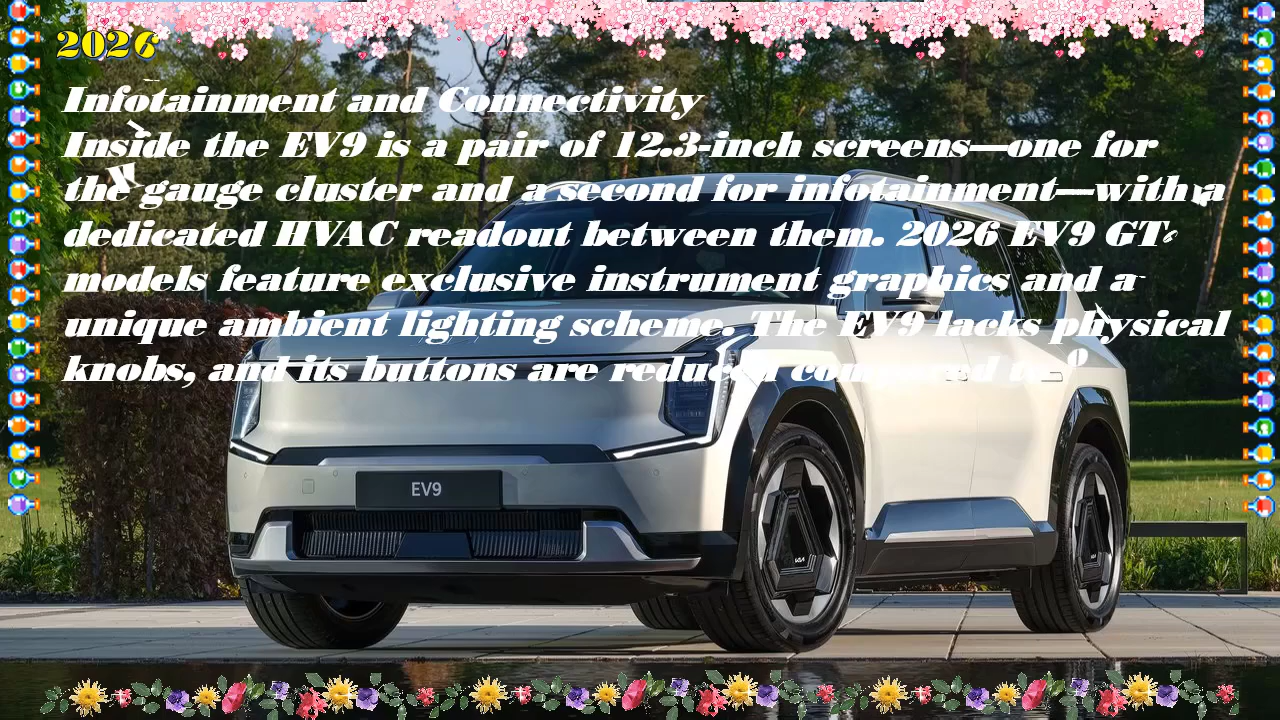 2026
Infotainment and Connectivity
Inside the EV9 is a pair of 12.3-inch screens—one for
the gauge cluster and a second for infotainment—with a
dedicated HVAC readout between them. 2026 EV9 GT
models feature exclusive instrument graphics and a
unique ambient lighting scheme. The EV9 lacks physical
knobs, and its buttons are reduced compared to
EV9